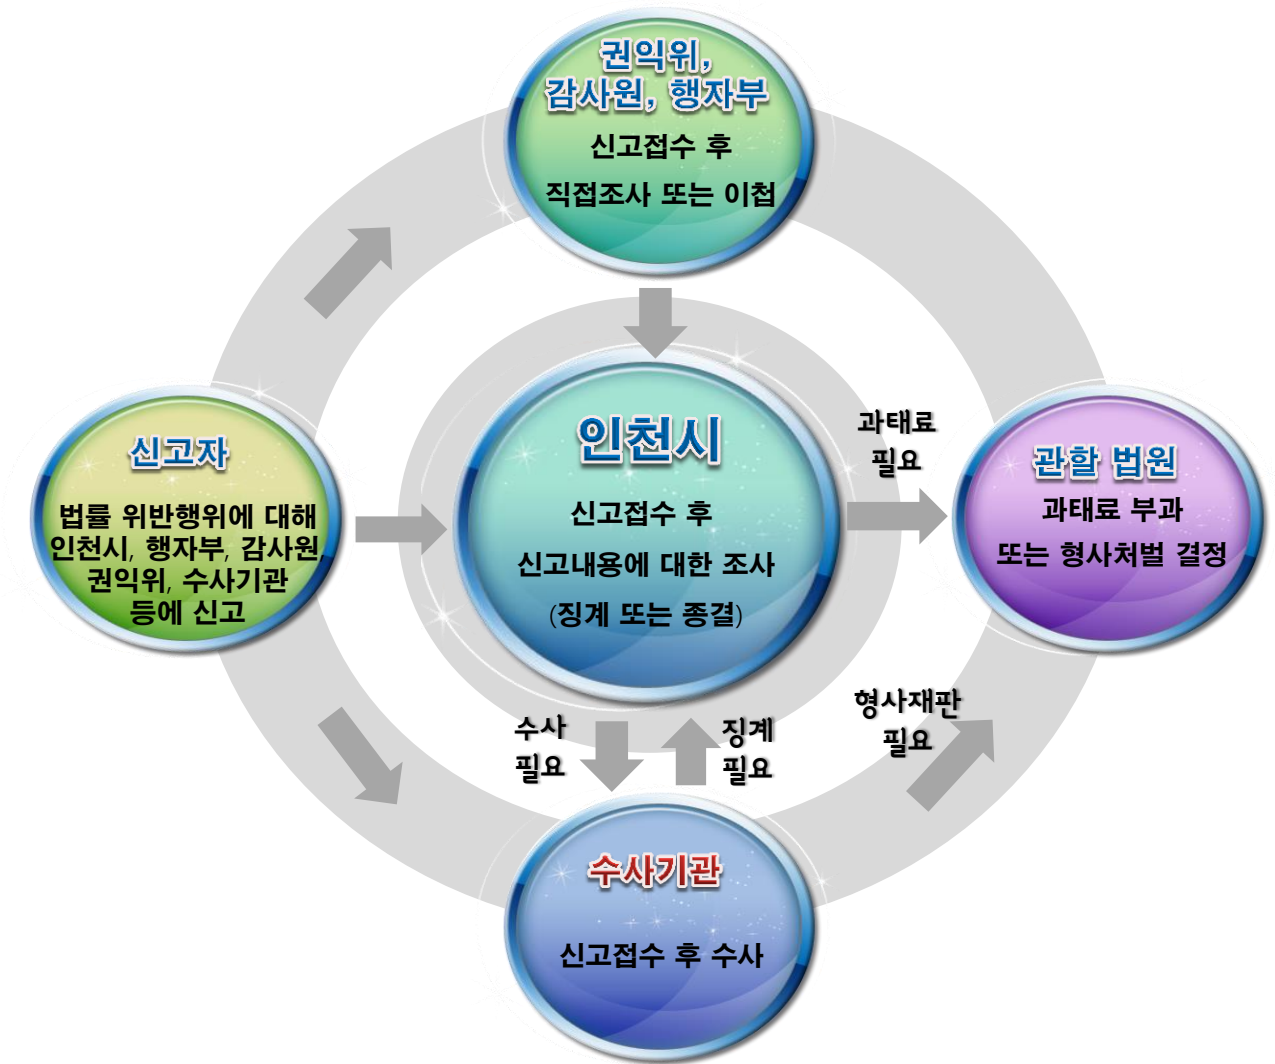 권익위,
감사원, 행자부
신고접수 후
직접조사 또는 이첩
신고자
법률 위반행위에 대해
인천시, 행자부, 감사원,
권익위, 수사기관
등에 신고
인천시
신고접수 후
신고내용에 대한 조사
(징계 또는 종결)
과태료
필요
관할 법원
과태료 부과
또는 형사처벌 결정
수사
필요
징계
필요
형사재판
필요
수사기관
신고접수 후 수사